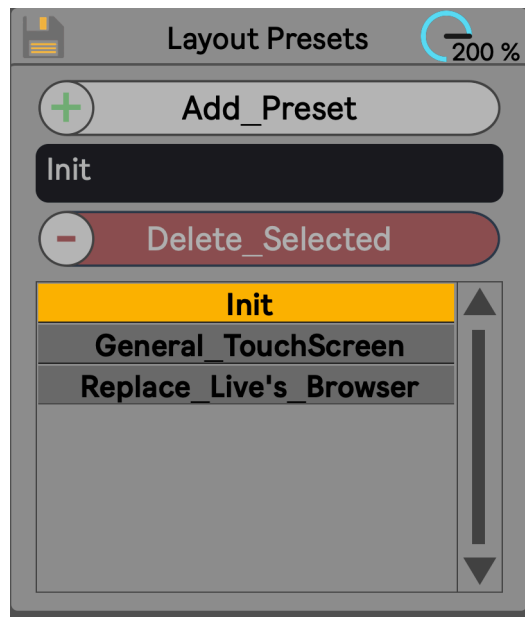 Layout Presets
200 %
+ Add_Preset
Init
- Delete_Selected
Init
General_TouchScreen
Replace_Live's_Browser